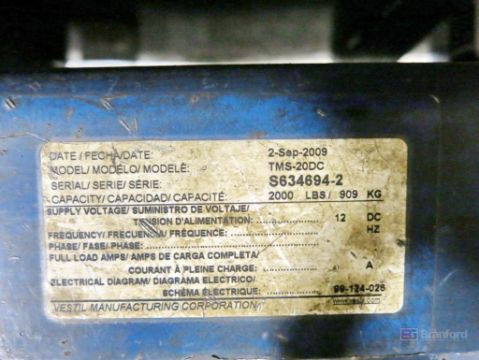 DATE / FECHA/DATE: 2-Sep-2009
MODEL/ MODELO/ MODELÉ: TMS-20DC
SERIAL/ SERIE/ SÉRIE: S634694-2
CAPACITY/ CAPACIDAD/ CAPACITÉ: 2000 LBS/ 909 KG
SUPPLY VOLTAGE/ SUMINISTRO DE VOLTAJE/
TENSION D'ALIMENTATION: 12 DC
FREQUENCY/ FRECUENCIA/ FRÉQUENCE: HZ
PHASE/ FASE/ PHASE:
FULL LOAD AMPS/ AMPS DE CARGA COMPLETA/
COURANT À PLEINE CHARGE: A
ELECTRICAL DIAGRAM/ DIAGRAMA ELECTRICO/
SCHÉMA ÉLECTRIQUE: 99-124-026
VESTIL MANUFACTURING CORPORATION
EG Branford